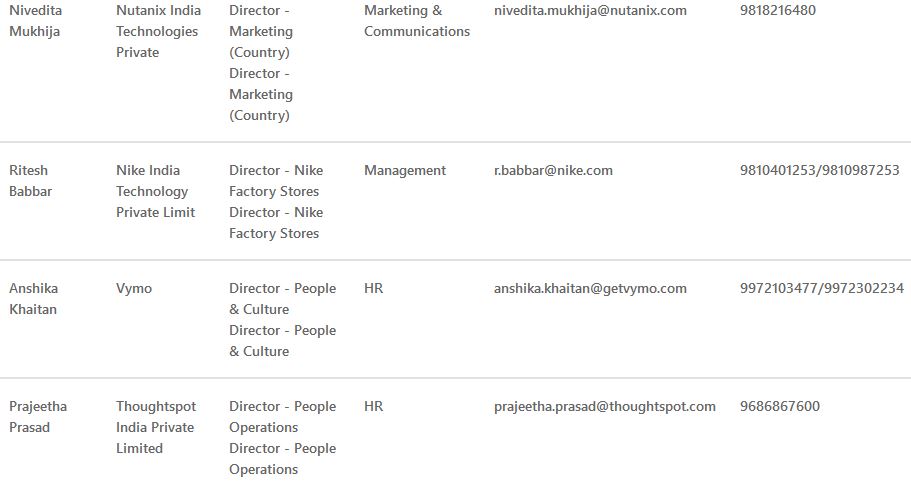 Nivedita Nutanix India Director - Marketing & nivedita.mukhija@nutanix.com 9818216480
Mukhija Technologies Marketing Communications
Private (Country)
Director -
Marketing
(Country)
Ritesh Nike India Director - Nike Management r.babbar@nike.com 9810401253/9810987253
Babbar Technology Factory Stores
Private Limit Director - Nike
Factory Stores
Anshika Vymo Director - People HR anshika.khaitan@getvymo.com 9972103477/9972302234
Khaitan & Culture
Director - People
& Culture
Prajeetha Thoughtspot Director - People HR prajeetha.prasad@thoughtspot.com 9686867600
Prasad India Private Operations
Limited Director - People
Operations